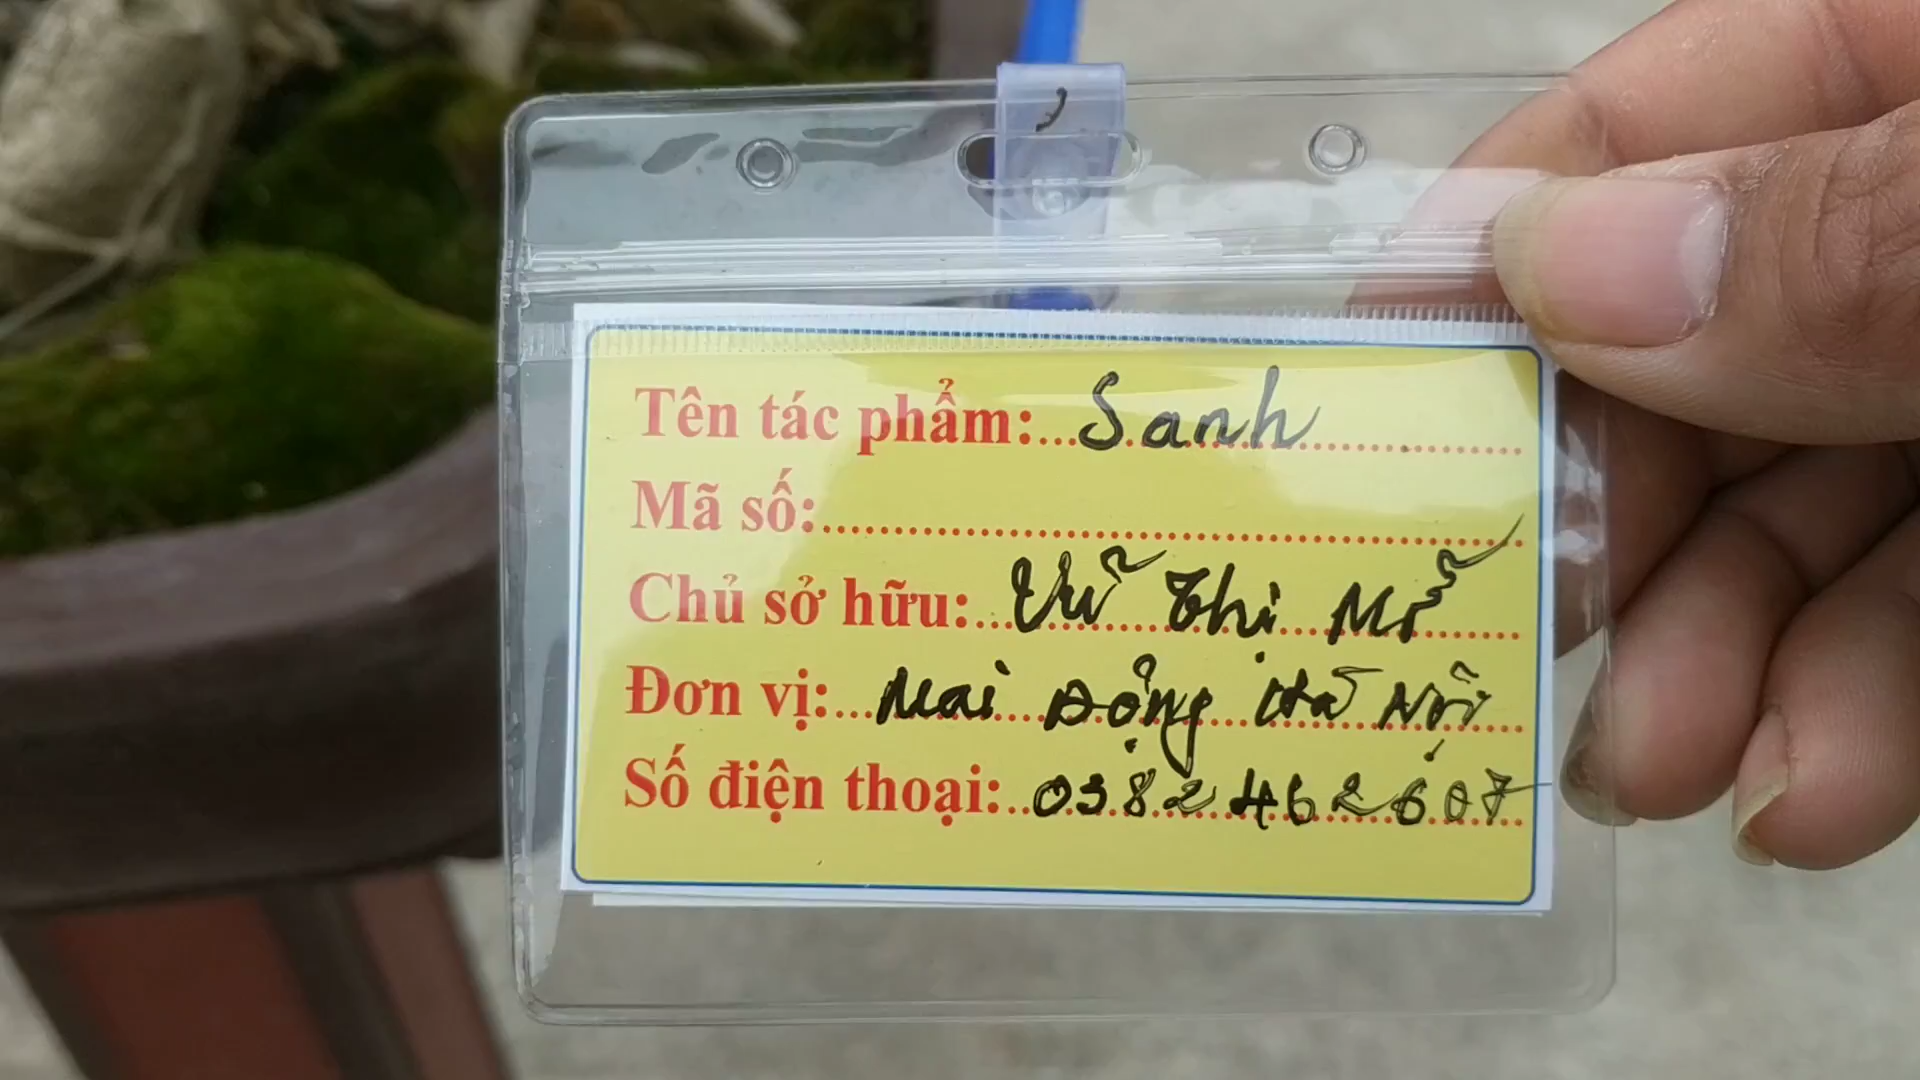 Tên tác phẩm: Sanh
Mã số:
Chủ sở hữu: Vũ Thị Mỹ
Đơn vị: Mai Động Hà Nội
Số điện thoại: 0382462607